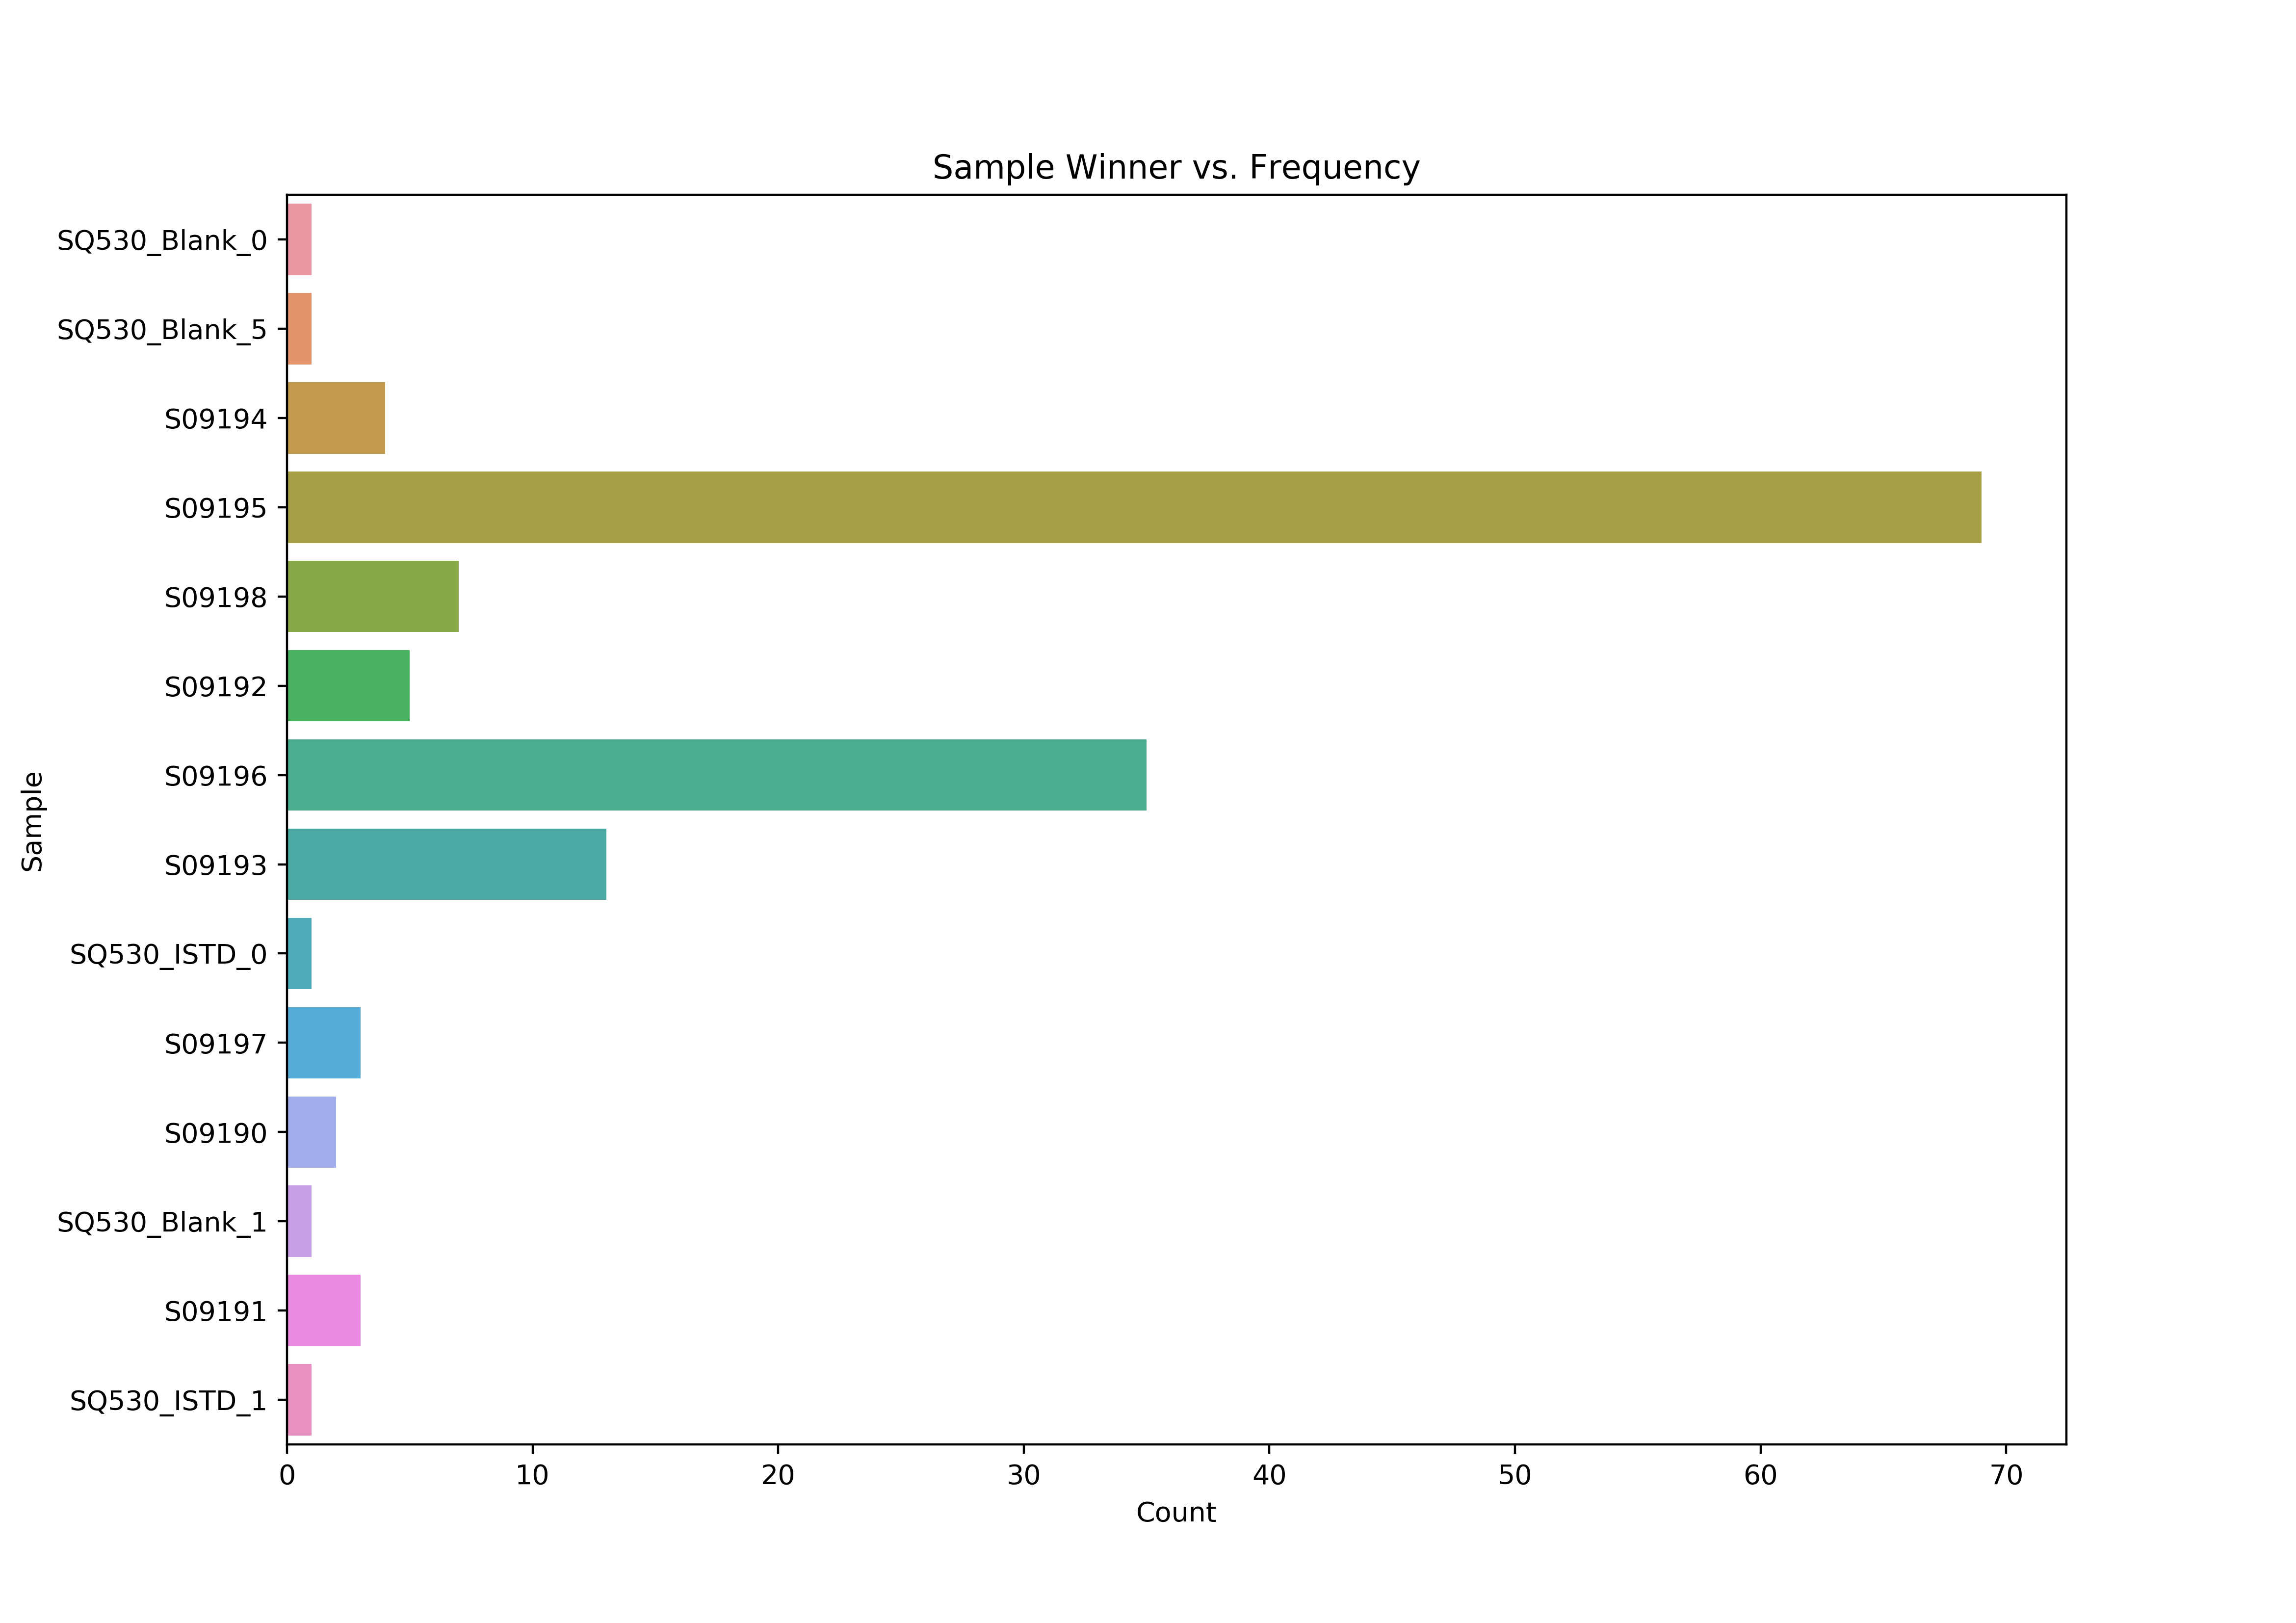 Sample Winner vs. Frequency
SQ530_Blank_0
SQ530_Blank_5
S09194
S09195
S09198
S09192
S09196
S09193
SQ530_ISTD_0
S09197
S09190
SQ530_Blank_1
S09191
SQ530_ISTD_1
Sample
0 10 20 30 40 50 60 70
Count